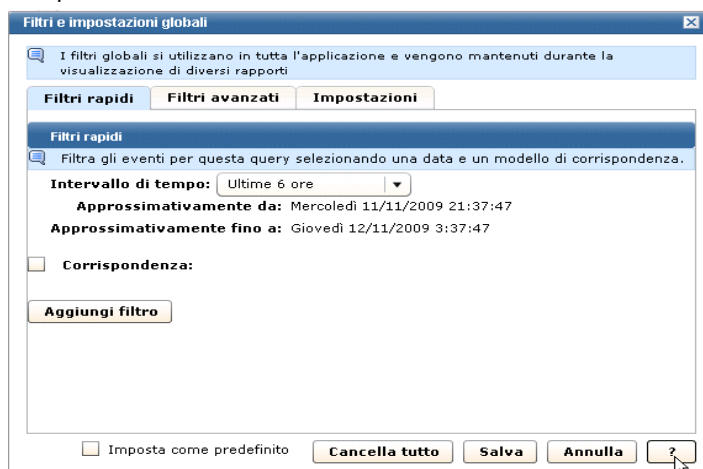 Filtri e impostazioni globali
I filtri globali si utilizzano in tutta l'applicazione e vengono mantenuti durante la
visualizzazione di diversi rapporti
Filtri rapidi Filtri avanzati Impostazioni
Filtri rapidi
Filtra gli eventi per questa query selezionando una data e un modello di corrispondenza.
Intervallo di tempo: Ultime 6 ore
Approssimativamente da: Mercoledì 11/11/2009 21:37:47
Approssimativamente fino a: Giovedì 12/11/2009 3:37:47
Corrispondenza:
Aggiungi filtro
Imposta come predefinito Cancella tutto Salva Annulla ?